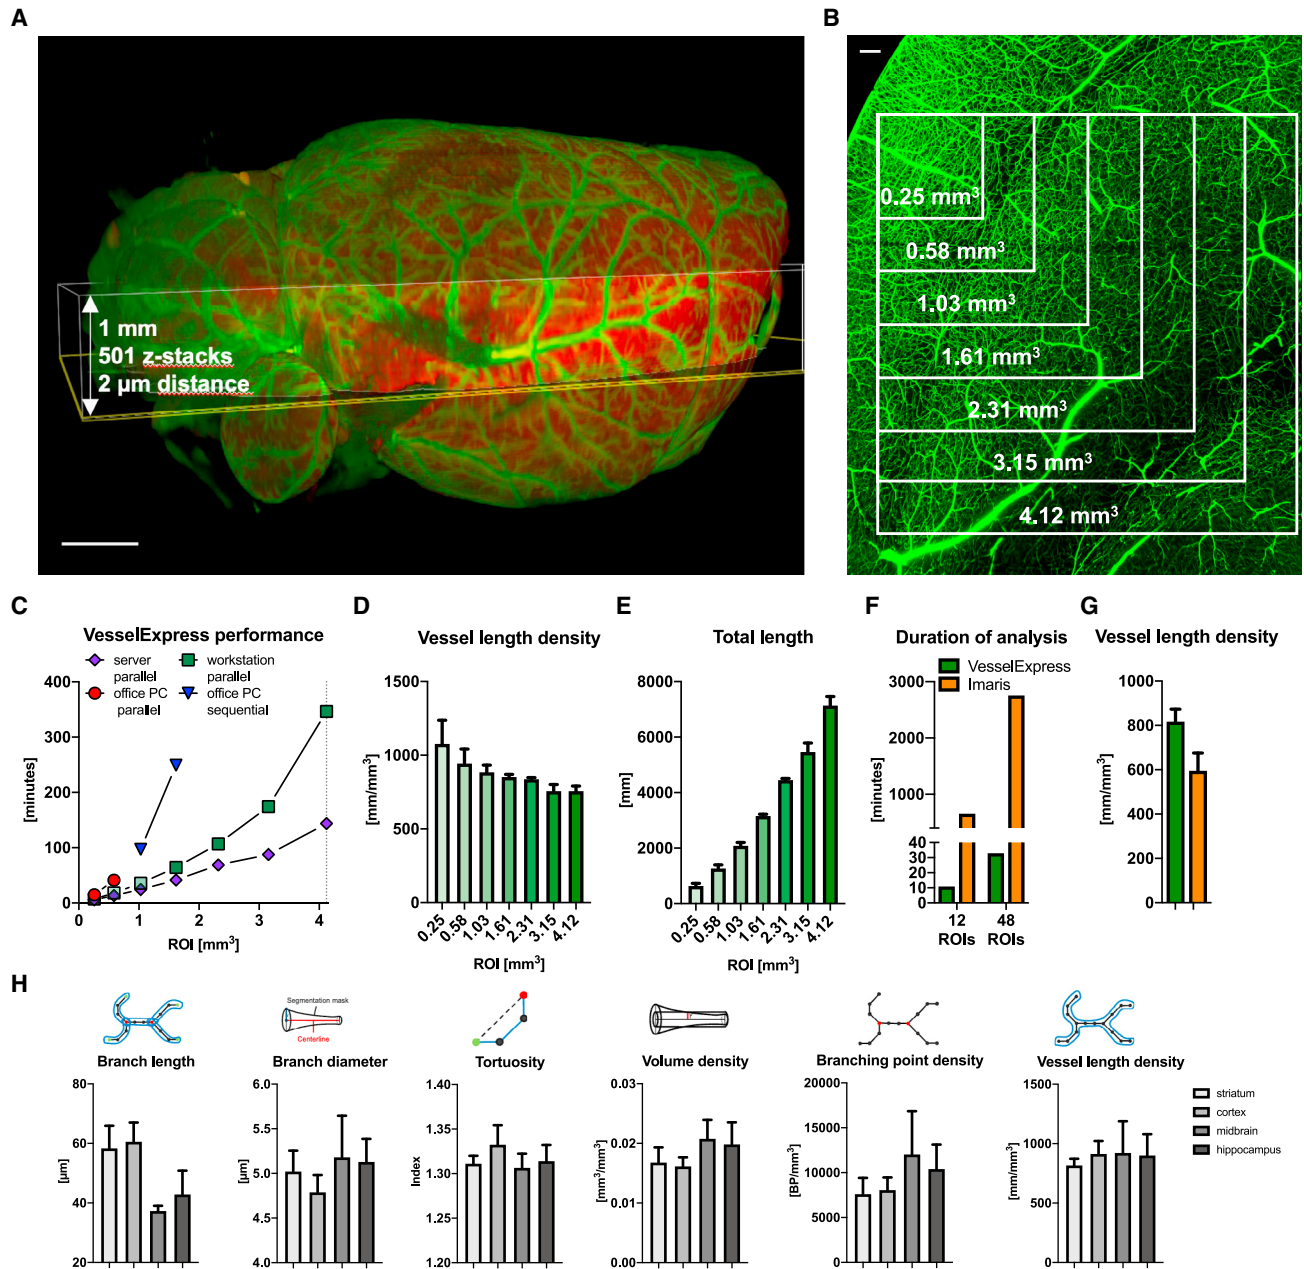 A
1 mm
501 z-stacks
2 µm distance
B
0.25 mm³
0.58 mm³
1.03 mm³
1.61 mm³
2.31 mm³
3.15 mm³
4.12 mm³
C
VesselExpress performance
server
parallel
workstation
parallel
office PC
parallel
office PC
sequential
400
300
200
100
0
[minutes]
0
1
2
3
4
ROI [mm³]
D
Vessel length density
1500
1000
500
0
[mm/mm³]
0.25
0.58
1.03
1.61
2.31
3.15
4.12
ROI [mm³]
E
Total length
8000
6000
4000
2000
0
[mm]
0.25
0.58
1.03
1.61
2.31
3.15
4.12
ROI [mm³]
F
Duration of analysis
VesselExpress
Imaris
3000
2000
1000
40
30
20
10
0
[minutes]
12
ROIs
48
ROIs
G
Vessel length density
1000
800
600
400
200
0
[mm/mm³]
H
Branch length
80
60
40
20
[µm]
Segmentation mask
Centerline
Branch diameter
6.0
5.5
5.0
4.5
4.0
[µm]
Tortuosity
1.40
1.35
1.30
1.25
1.20
Index
r
Volume density
0.03
0.02
0.01
0.00
[mm³/mm³]
Branching point density
20000
15000
10000
5000
0
[BP/mm³]
Vessel length density
1500
1000
500
0
[mm/mm³]
striatum
cortex
midbrain
hippocampus